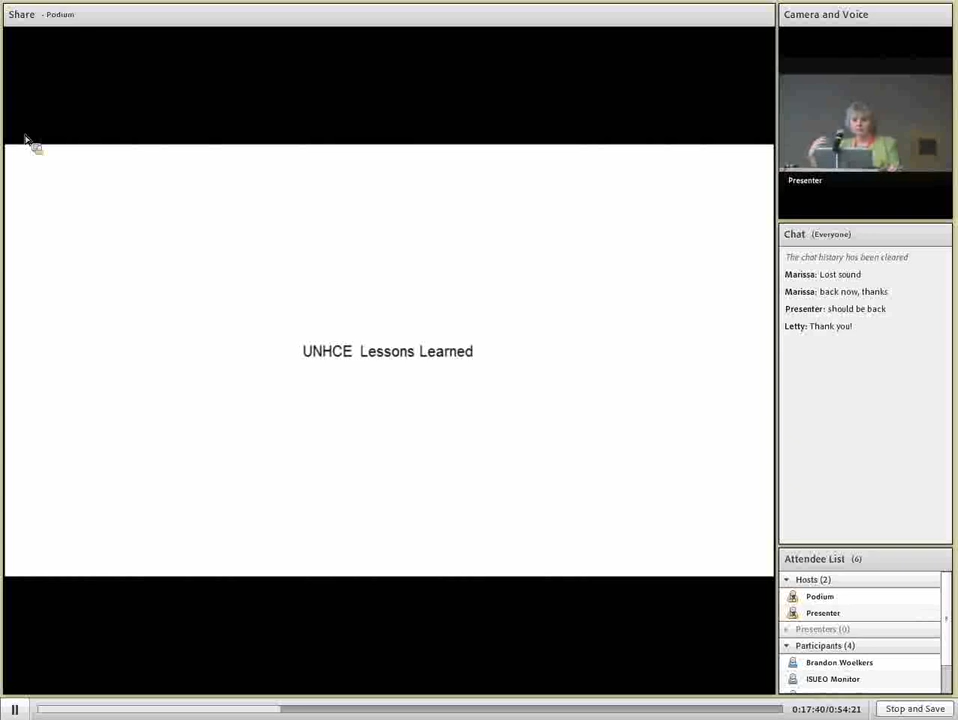 Share - Podium
UNHCE Lessons Learned
Camera and Voice
Presenter
Chat (Everyone)
The chat history has been cleared
Marissa: Lost sound
Marissa: back now, thanks
Presenter: should be back
Letty: Thank you!
Attendee List (6)
Hosts (2)
Podium
Presenter
Presenters (0)
Participants (4)
Brandon Woelkers
ISUEO Monitor
0:17:40/0:54:21
Stop and Save